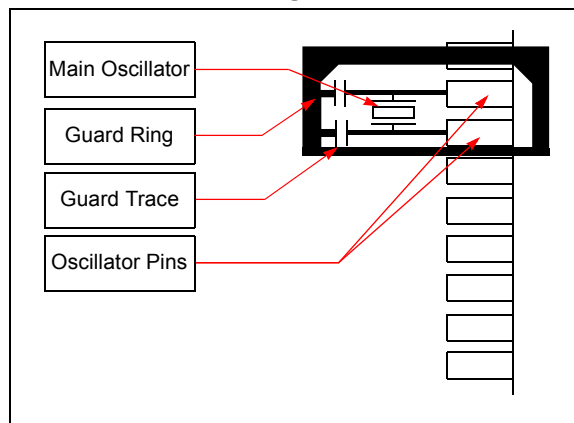 Main Oscillator
Guard Ring
Guard Trace
Oscillator Pins